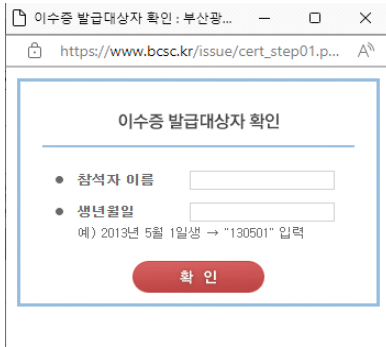 이수증 발급대상자 확인 : 부산광...
https://www.bcsc.kr/issue/cert_step01.p...
이수증 발급대상자 확인
참석자 이름
생년월일
예) 2013년 5월 1일생 → "130501" 입력
확 인